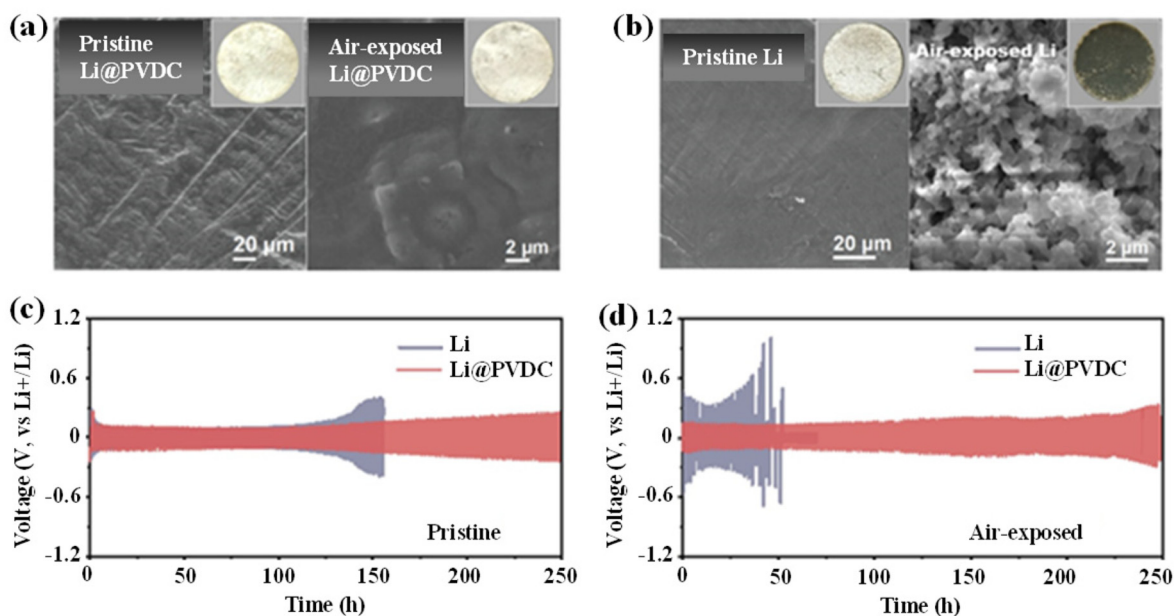 (a)
Pristine
Li@PVDC
Air-exposed
Li@PVDC
20 μm
2 μm
(b)
Pristine Li
Air-exposed Li
20 μm
2 μm
(c)
1.2
0.6
0
-0.6
-1.2
Voltage (V, vs Li+/Li)
Li
Li@PVDC
Pristine
0
50
100
150
200
250
Time (h)
(d)
1.2
0.6
0
-0.6
-1.2
Voltage (V, vs Li+/Li)
Li
Li@PVDC
Air-exposed
0
50
100
150
200
250
Time (h)